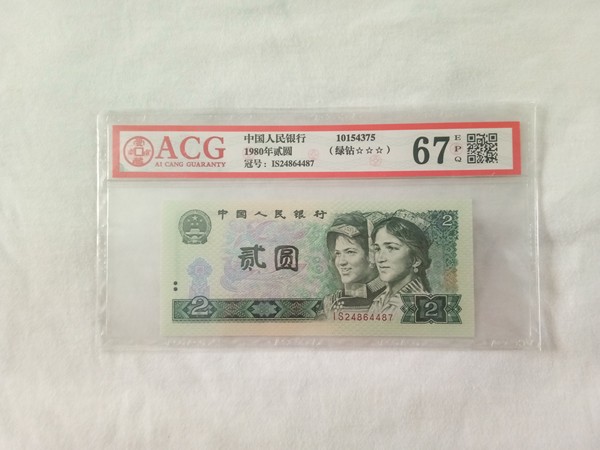 ACG
AI CANG GUARANTY
中国人民银行 10154375
1980年贰圆 (绿钻☆☆☆)
冠号: IS24864487
67
EPQ
中国人民银行
贰圆
2
2
2
IS24864487